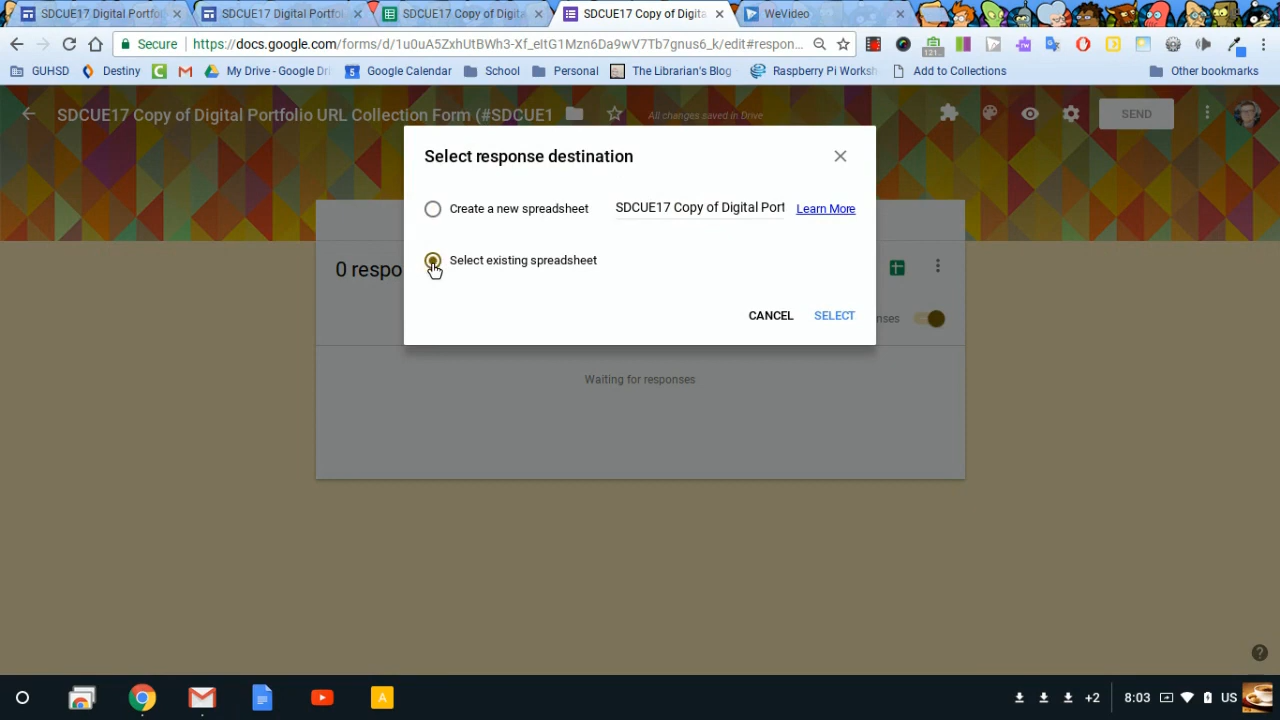 SDCUE17 Digital Portfoli
SDCUE17 Digital Portfo
SDCUE17 Copy of Digita
SDCUE17 Copy of Digita
WeVideo
Secure
https://docs.google.com/forms/d/1u0uA5ZxhUtBWh3-Xf_eItG1Mzn6Da9wV7Tb7gnus6_k/edit#respon...
121...
GUHSD
Destiny
My Drive - Google Dri
Google Calendar
School
Personal
The Librarian's Blog
Raspberry Pi Worksh
Add to Collections
Other bookmarks
SDCUE17 Copy of Digital Portfolio URL Collection Form (#SDCUE1
All changes saved in Drive
SEND
Select response destination
Create a new spreadsheet
SDCUE17 Copy of Digital Port
Learn More
0 respo
Select existing spreadsheet
CANCEL
SELECT
nses
Waiting for responses
A
+2
8:03
US